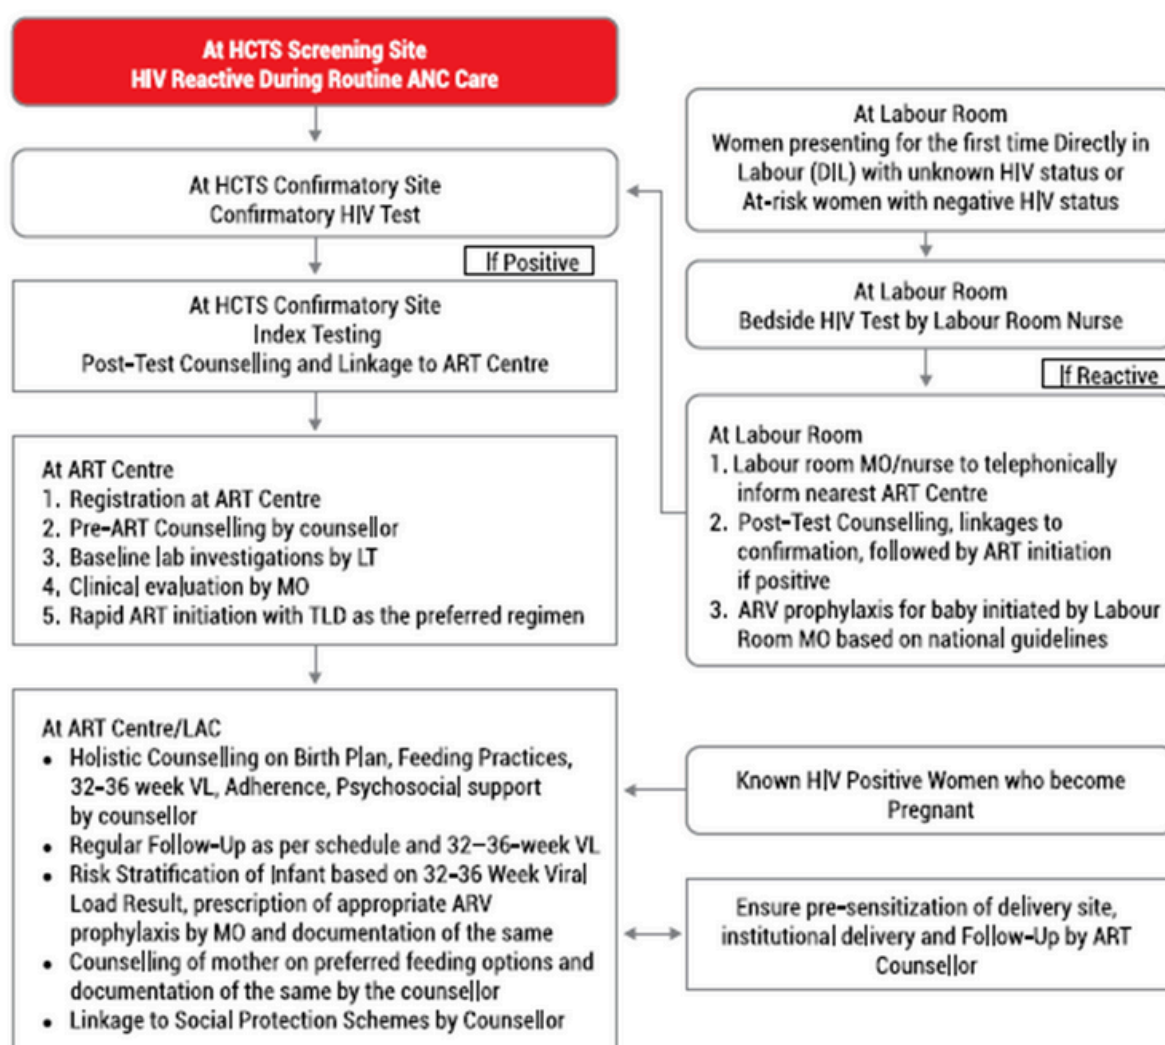 At HCTS Screening Site
HIV Reactive During Routine ANC Care
At HCTS Confirmatory Site
Confirmatory HIV Test
If Positive
At HCTS Confirmatory Site
Index Testing
Post-Test Counselling and Linkage to ART Centre
At ART Centre
1. Registration at ART Centre
2. Pre-ART Counselling by counsellor
3. Baseline lab investigations by LT
4. Clinical evaluation by MO
5. Rapid ART initiation with TLD as the preferred regimen
At ART Centre/LAC
• Holistic Counselling on Birth Plan, Feeding Practices,
32-36 week VL, Adherence, Psychosocial support
by counsellor
• Regular Follow-Up as per schedule and 32–36-week VL
• Risk Stratification of Infant based on 32-36 Week Viral
Load Result, prescription of appropriate ARV
prophylaxis by MO and documentation of the same
• Counselling of mother on preferred feeding options and
documentation of the same by the counsellor
• Linkage to Social Protection Schemes by Counsellor
At Labour Room
Women presenting for the first time Directly in
Labour (DIL) with unknown HIV status or
At-risk women with negative HIV status
At Labour Room
Bedside HIV Test by Labour Room Nurse
If Reactive
At Labour Room
1. Labour room MO/nurse to telephonically
inform nearest ART Centre
2. Post-Test Counselling, linkages to
confirmation, followed by ART initiation
if positive
3. ARV prophylaxis for baby initiated by Labour
Room MO based on national guidelines
Known HIV Positive Women who become
Pregnant
Ensure pre-sensitization of delivery site,
institutional delivery and Follow-Up by ART
Counsellor